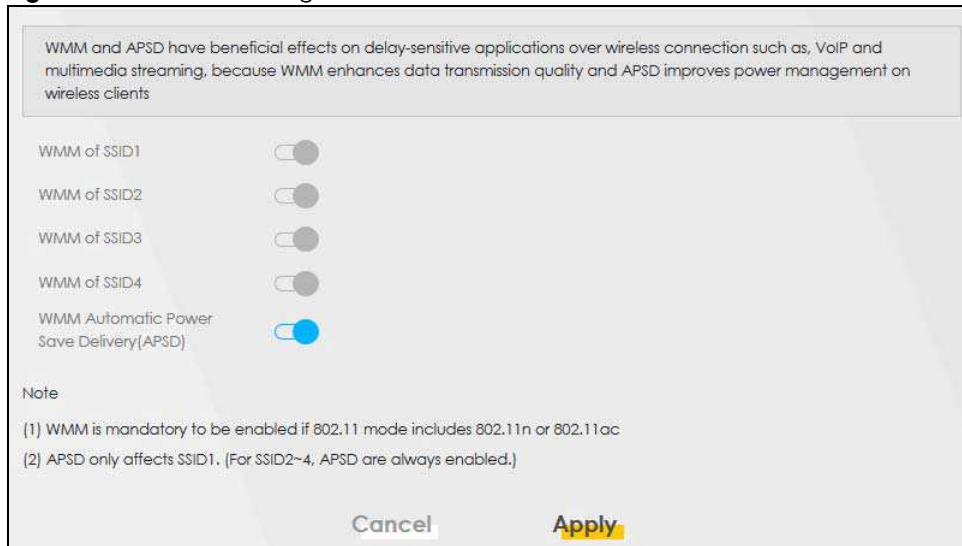 WMM and APSD have beneficial effects on delay-sensitive applications over wireless connection such as, VoIP and
multimedia streaming, because WMM enhances data transmission quality and APSD improves power management on
wireless clients
WMM of SSID1
WMM of SSID2
WMM of SSID3
WMM of SSID4
WMM Automatic Power
Save Delivery(APSD)
Note
(1) WMM is mandatory to be enabled if 802.11 mode includes 802.11n or 802.11ac
(2) APSD only affects SSID1. (For SSID2~4, APSD are always enabled.)
Cancel Apply